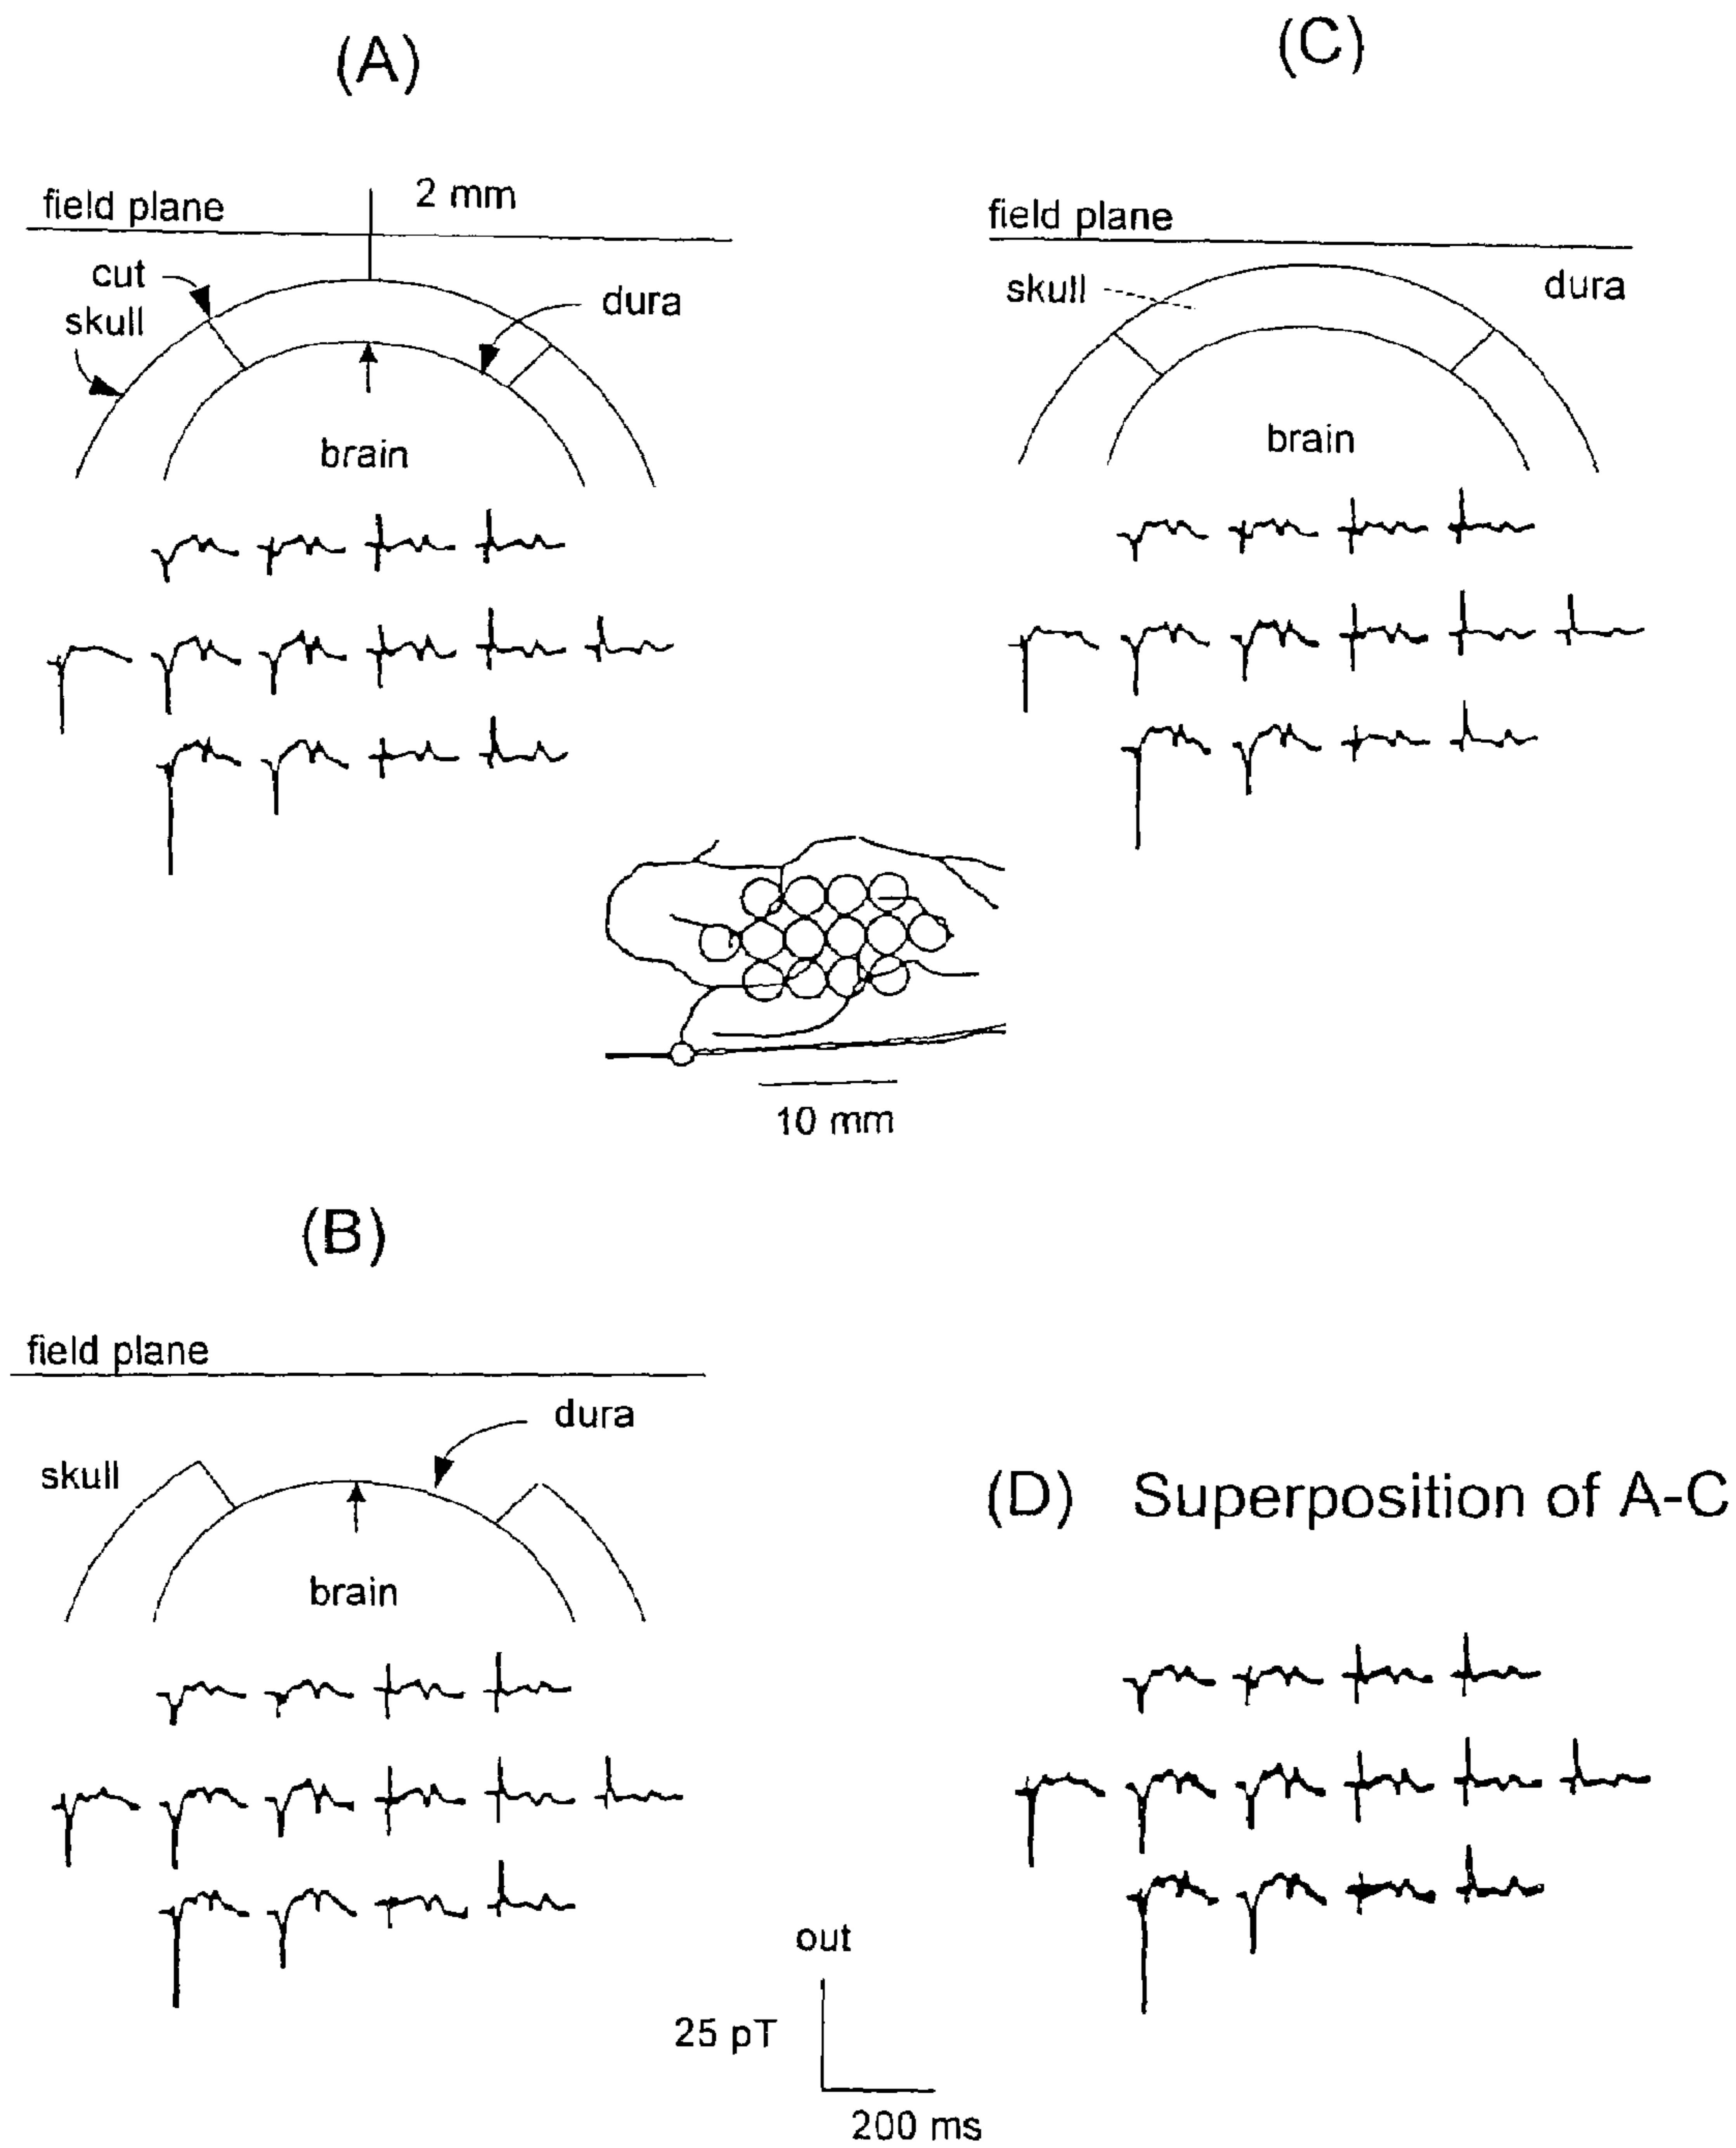 (A)
field plane
2 mm
cut
skull
dura
brain
(C)
field plane
skull
dura
brain
10 mm
(B)
field plane
dura
skull
brain
(D) Superposition of A-C
out
25 pT
200 ms